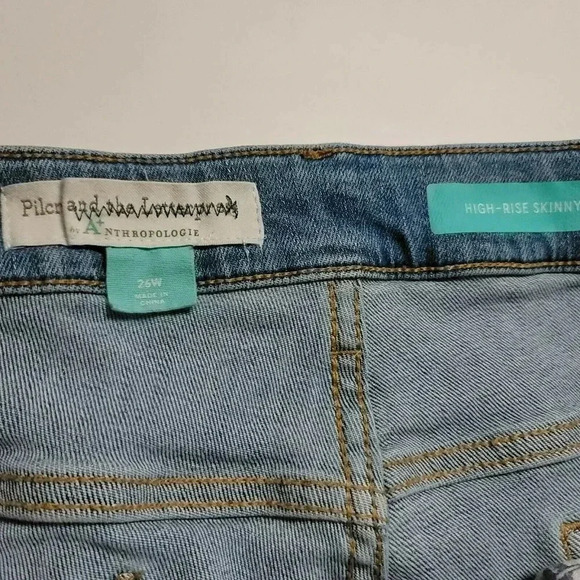 Pilcro and the Letterpress
BY ANTHROPOLOGIE
A+
26W
MADE IN
CHINA
HIGH-RISE SKINNY